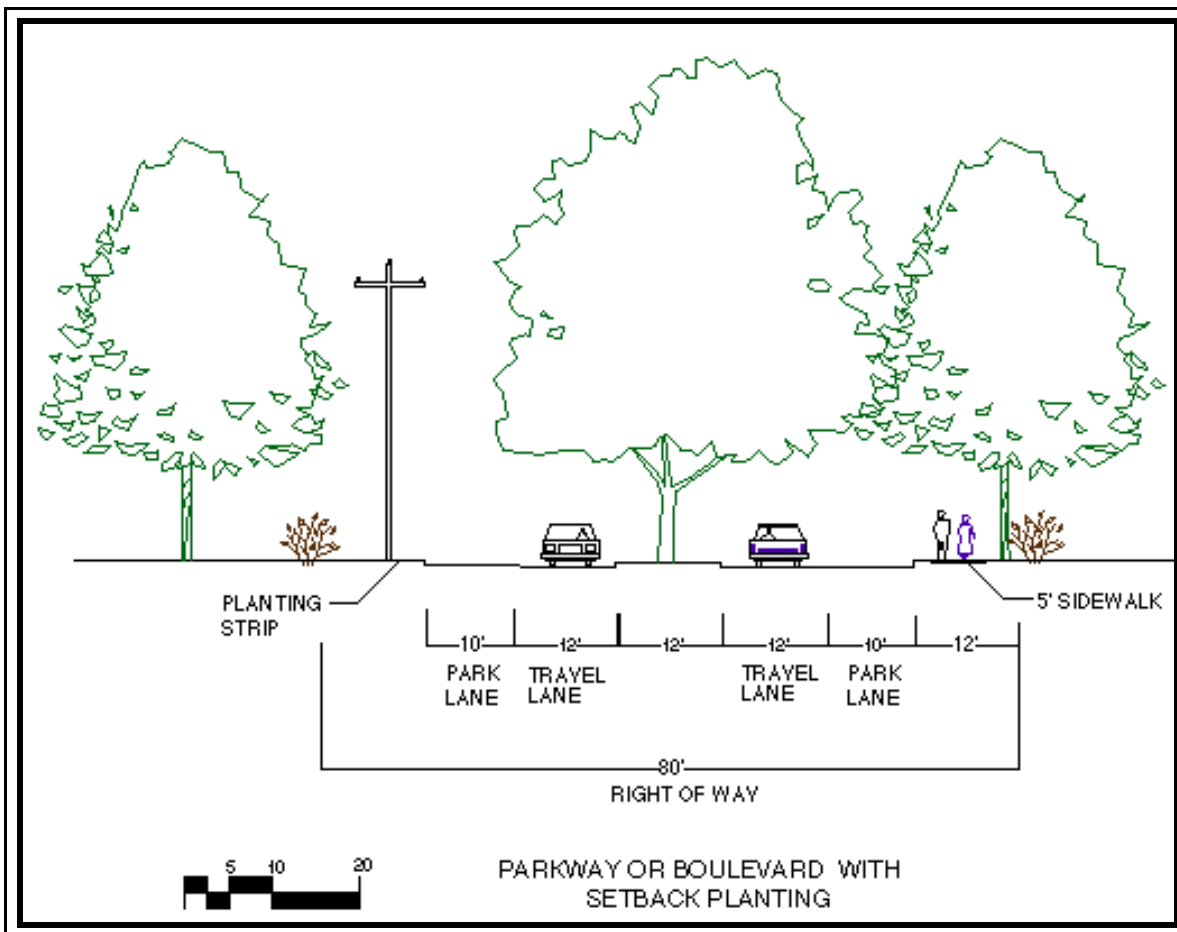 PLANTING
STRIP
5' SIDEWALK
10' 12' 12' 12' 10' 12'
PARK
LANE
TRAVEL
LANE
TRAVEL
LANE
PARK
LANE
80'
RIGHT OF WAY
5 10 20
PARKWAY OR BOULEVARD WITH
SETBACK PLANTING